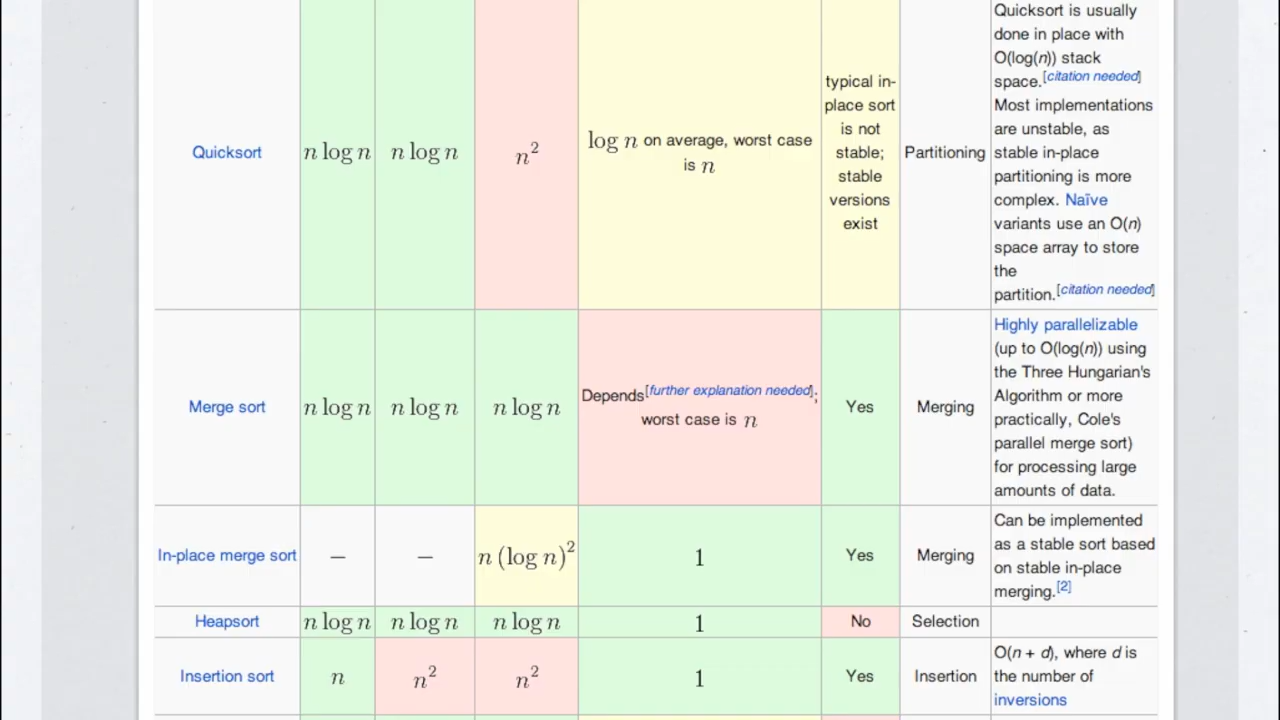 Quicksort
n log n
n log n
n²
log n on average, worst case
is n
typical in-
place sort
is not
stable;
stable
versions
exist
Partitioning
Quicksort is usually
done in place with
O(log(n)) stack
space.[citation needed]
Most implementations
are unstable, as
stable in-place
partitioning is more
complex. Naïve
variants use an O(n)
space array to store
the
partition.[citation needed]
Merge sort
n log n
n log n
n log n
Depends[further explanation needed];
worst case is n
Yes
Merging
Highly parallelizable
(up to O(log(n)) using
the Three Hungarian's
Algorithm or more
practically, Cole's
parallel merge sort)
for processing large
amounts of data.
In-place merge sort
—
—
n (log n)²
1
Yes
Merging
Can be implemented
as a stable sort based
on stable in-place
merging.[2]
Heapsort
n log n
n log n
n log n
1
No
Selection
Insertion sort
n
n²
n²
1
Yes
Insertion
O(n + d), where d is
the number of
inversions